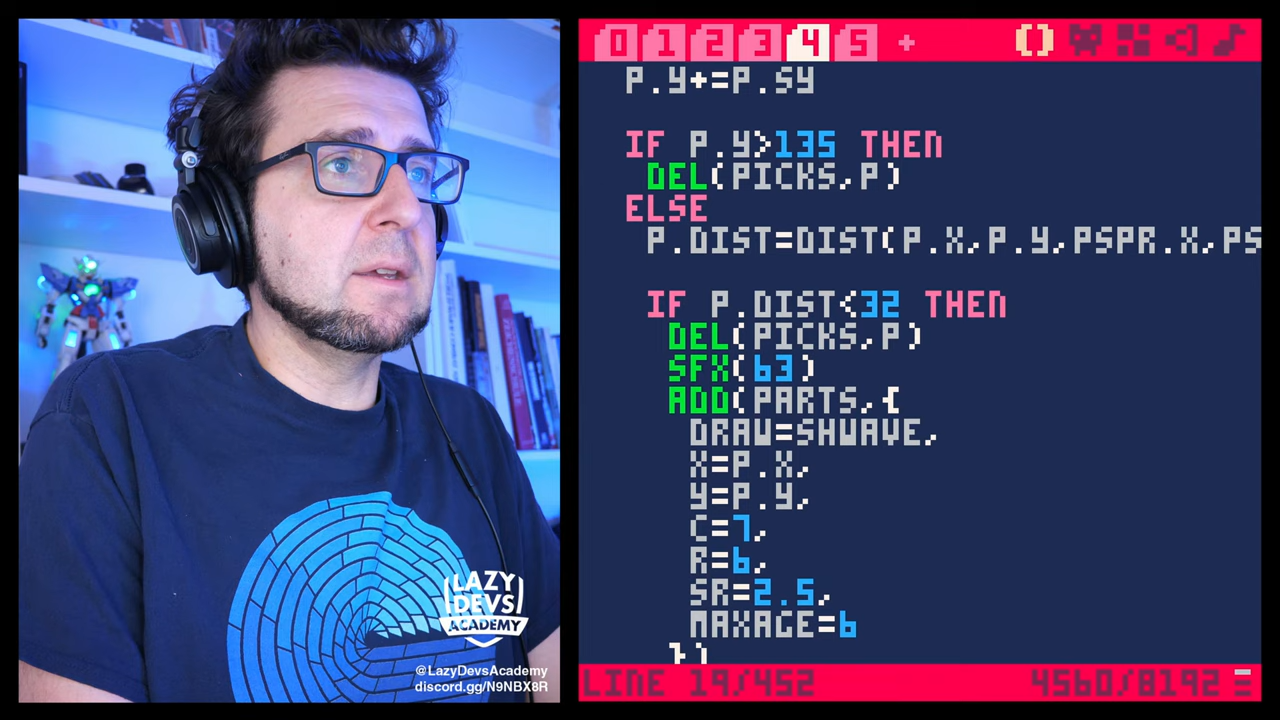 0 1 2 3 4 5 +
P.Y+=P.SY
IF P.Y>135 THEN
DEL(PICKS,P)
ELSE
P.DIST=DIST(P.X,P.Y,PSPR.X,PS
IF P.DIST<32 THEN
DEL(PICKS,P)
SFX(63)
ADD(PARTS,{
DRAW=SHWAVE,
X=P.X,
Y=P.Y,
C=7,
R=6,
SR=2.5,
MAXAGE=6
})
LINE 19/452 4560/8192
LAZY
DEVS
ACADEMY
@LazyDevsAcademy
discord.gg/N9NBX8R